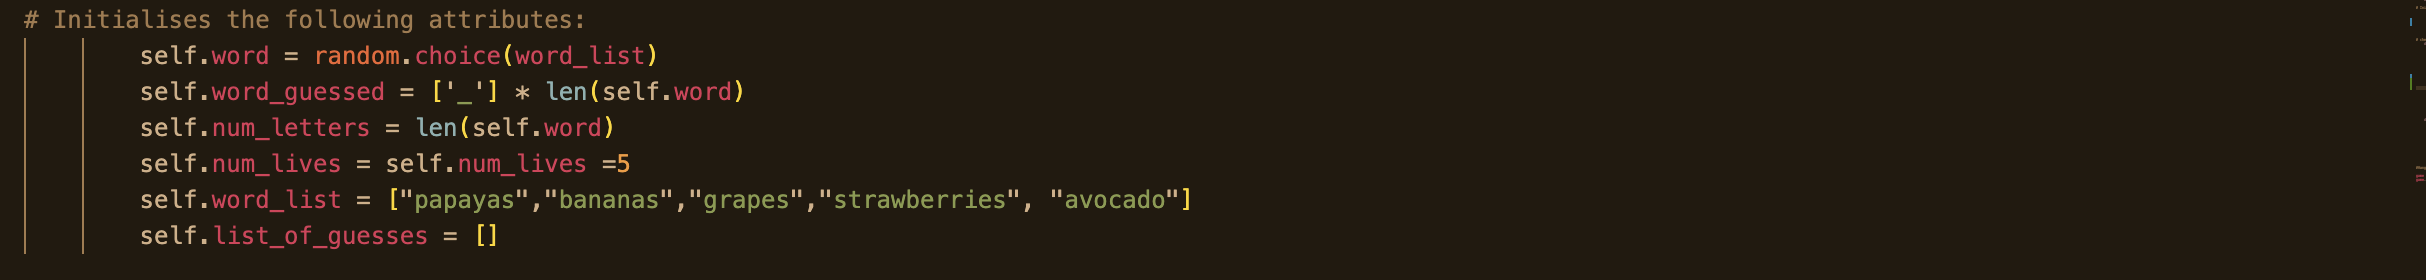 # Initialises the following attributes:
self.word = random.choice(word_list)
self.word_guessed = ['_'] * len(self.word)
self.num_letters = len(self.word)
self.num_lives = self.num_lives =5
self.word_list = ["papayas","bananas","grapes","strawberries", "avocado"]
self.list_of_guesses = []